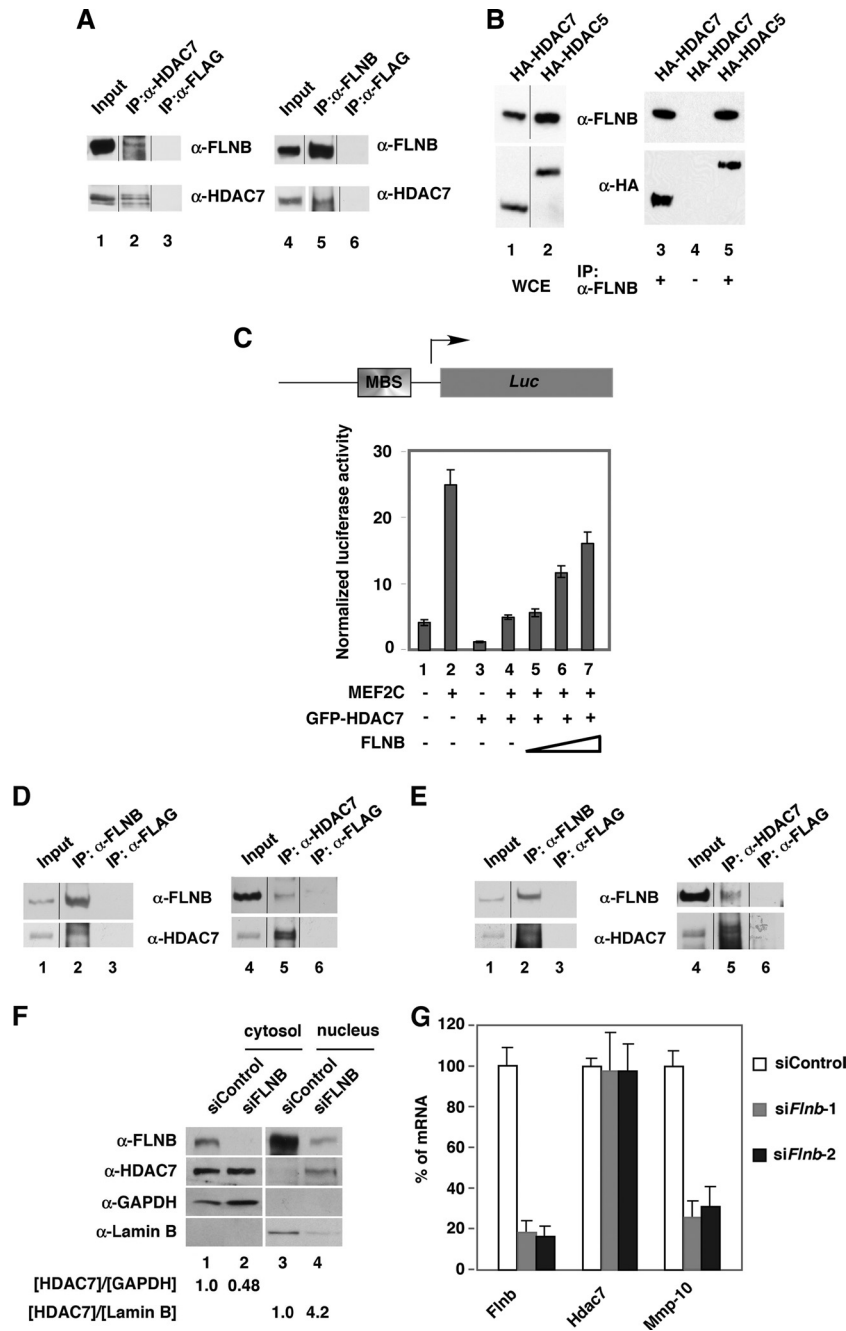 A
Input
IP:α-HDAC7
IP:α-FLAG
α-FLNB
α-HDAC7
1 2 3
Input
IP:α-FLNB
IP:α-FLAG
α-FLNB
α-HDAC7
4 5 6
B
HA-HDAC7
HA-HDAC5
HA-HDAC7
HA-HDAC7
HA-HDAC5
α-FLNB
α-HA
1 2 3 4 5
WCE
IP:
α-FLNB + - +
C
MBS
Luc
Normalized luciferase activity
30
20
10
0
1 2 3 4 5 6 7
MEF2C - + - + + + +
GFP-HDAC7 - - + + + + +
FLNB - - - -
D
Input
IP: α-FLNB
IP: α-FLAG
α-FLNB
α-HDAC7
1 2 3
Input
IP: α-HDAC7
IP: α-FLAG
4 5 6
E
Input
IP: α-FLNB
IP: α-FLAG
α-FLNB
α-HDAC7
1 2 3
Input
IP: α-HDAC7
IP: α-FLAG
4 5 6
F
cytosol nucleus
siControl
siFLNB
siControl
siFLNB
α-FLNB
α-HDAC7
α-GAPDH
α-Lamin B
1 2 3 4
[HDAC7]/[GAPDH] 1.0 0.48
[HDAC7]/[Lamin B] 1.0 4.2
G
% of mRNA
120
100
80
60
40
20
0
Flnb
Hdac7
Mmp-10
siControl
siFlnb-1
siFlnb-2